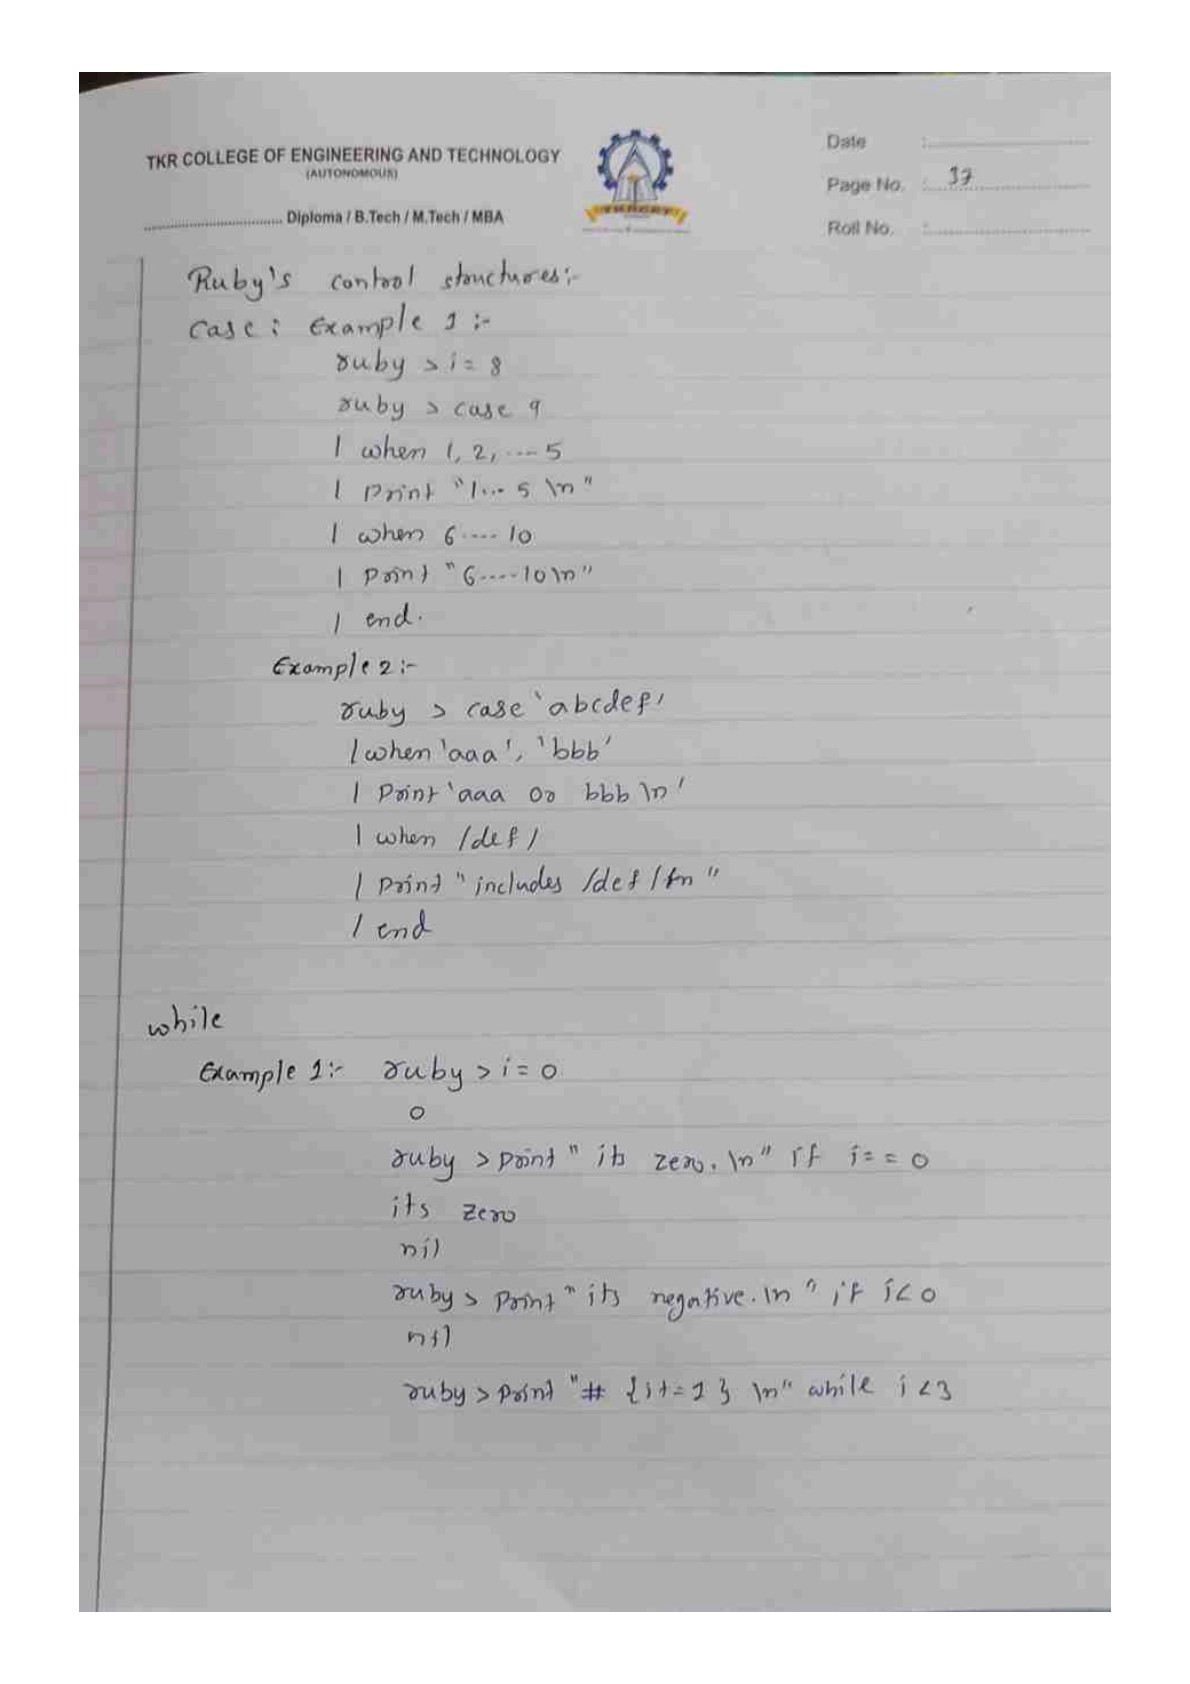 TKR COLLEGE OF ENGINEERING AND TECHNOLOGY
(AUTONOMOUS)
Diploma / B.Tech / M.Tech / MBA
Date :
Page No. : 37
Roll No. :
Ruby's control structures:-
Case: Example 1:-
ruby > i = 8
ruby > case 9
| when 1, 2, ---- 5
| Print "1... 5 \n"
| when 6 ---- 10
| Print "6-----10\n"
| end.
Example 2:-
ruby > case 'abcdef'
| when 'aaa', 'bbb'
| Print 'aaa or bbb \n'
| when /def/
| Print "includes /def/ \n"
| end
while
Example 1:- ruby > i = 0
0
ruby > print "its zero. \n" if i == 0
its zero
nil
ruby > Print "its negative. \n" if i < 0
nil
ruby > Print "# {i+=1} \n" while i < 3